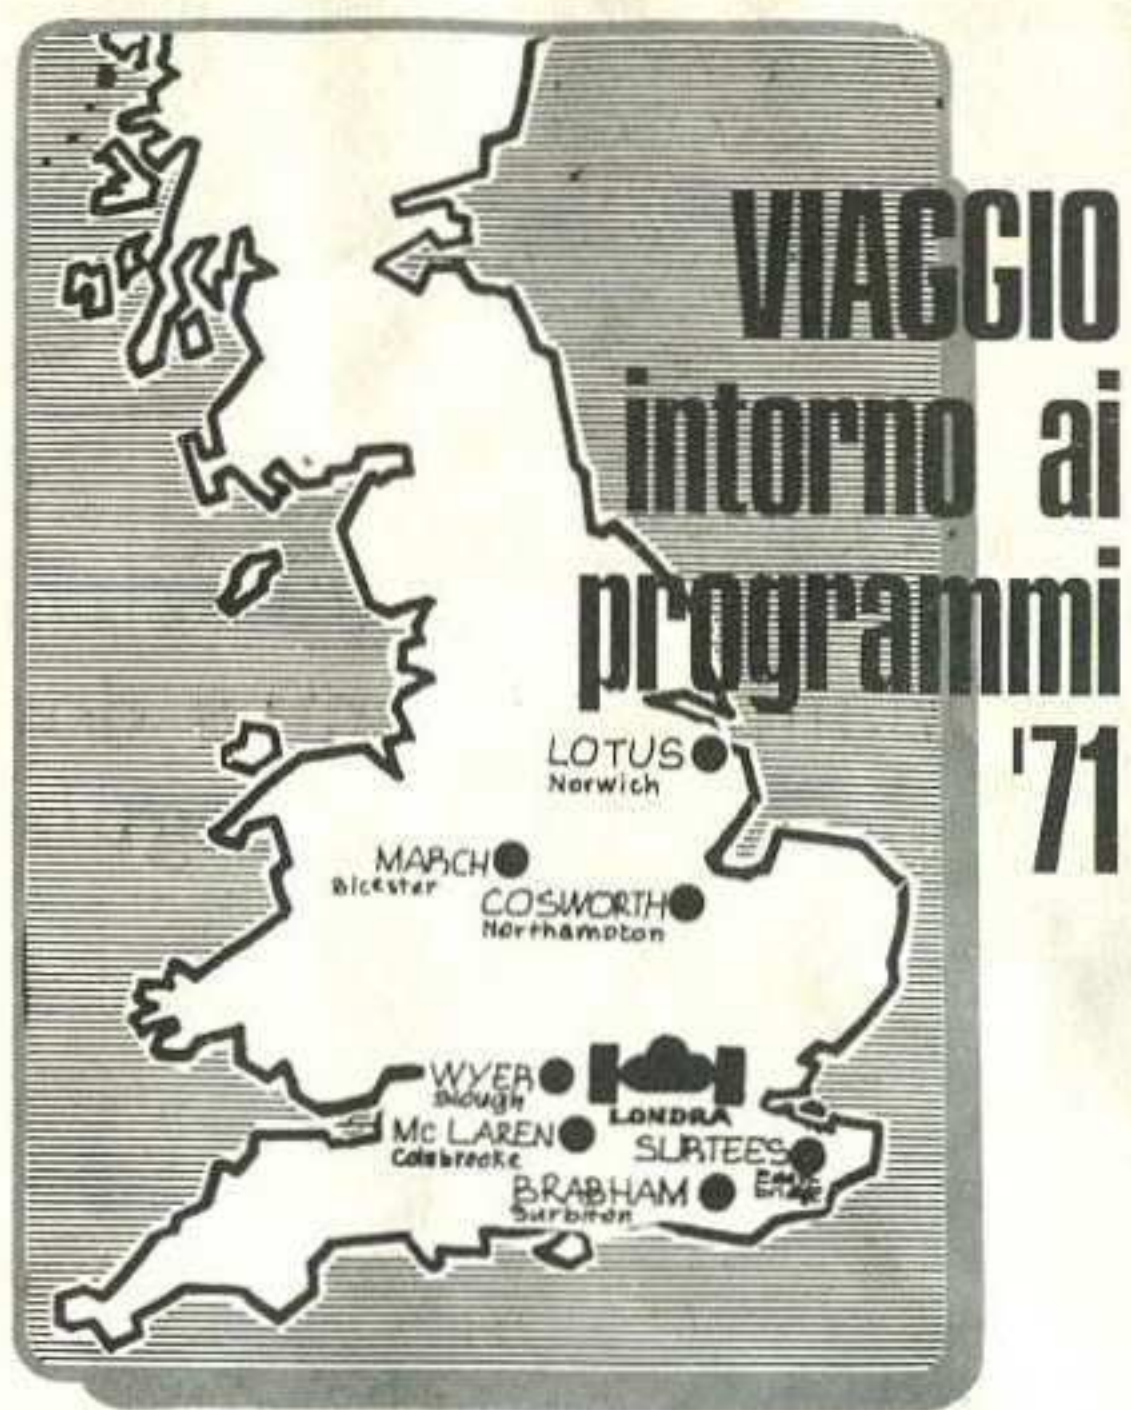 VIAGGIO
intorno ai
programmi
'71
LOTUS
Norwich
MARCH
Bicester
COSWORTH
Northampton
WYER
Slough
LONDRA
Mc LAREN
Colnbrooke
SURTEES
bridge
BRABHAM
Surbiton